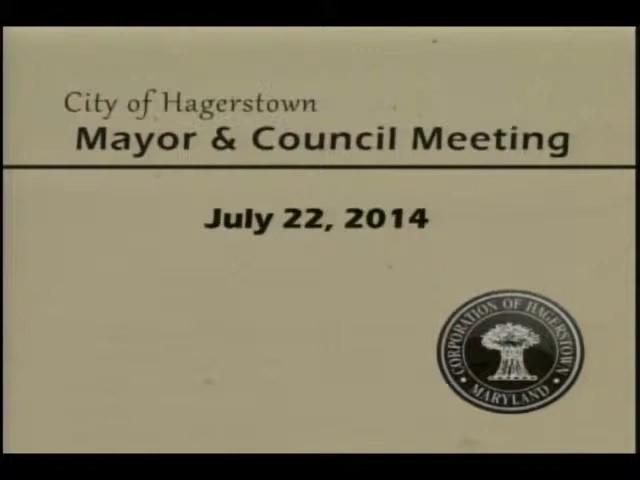 City of Hagerstown
Mayor & Council Meeting
July 22, 2014
CORPORATION OF HAGERSTOWN
• MARYLAND •